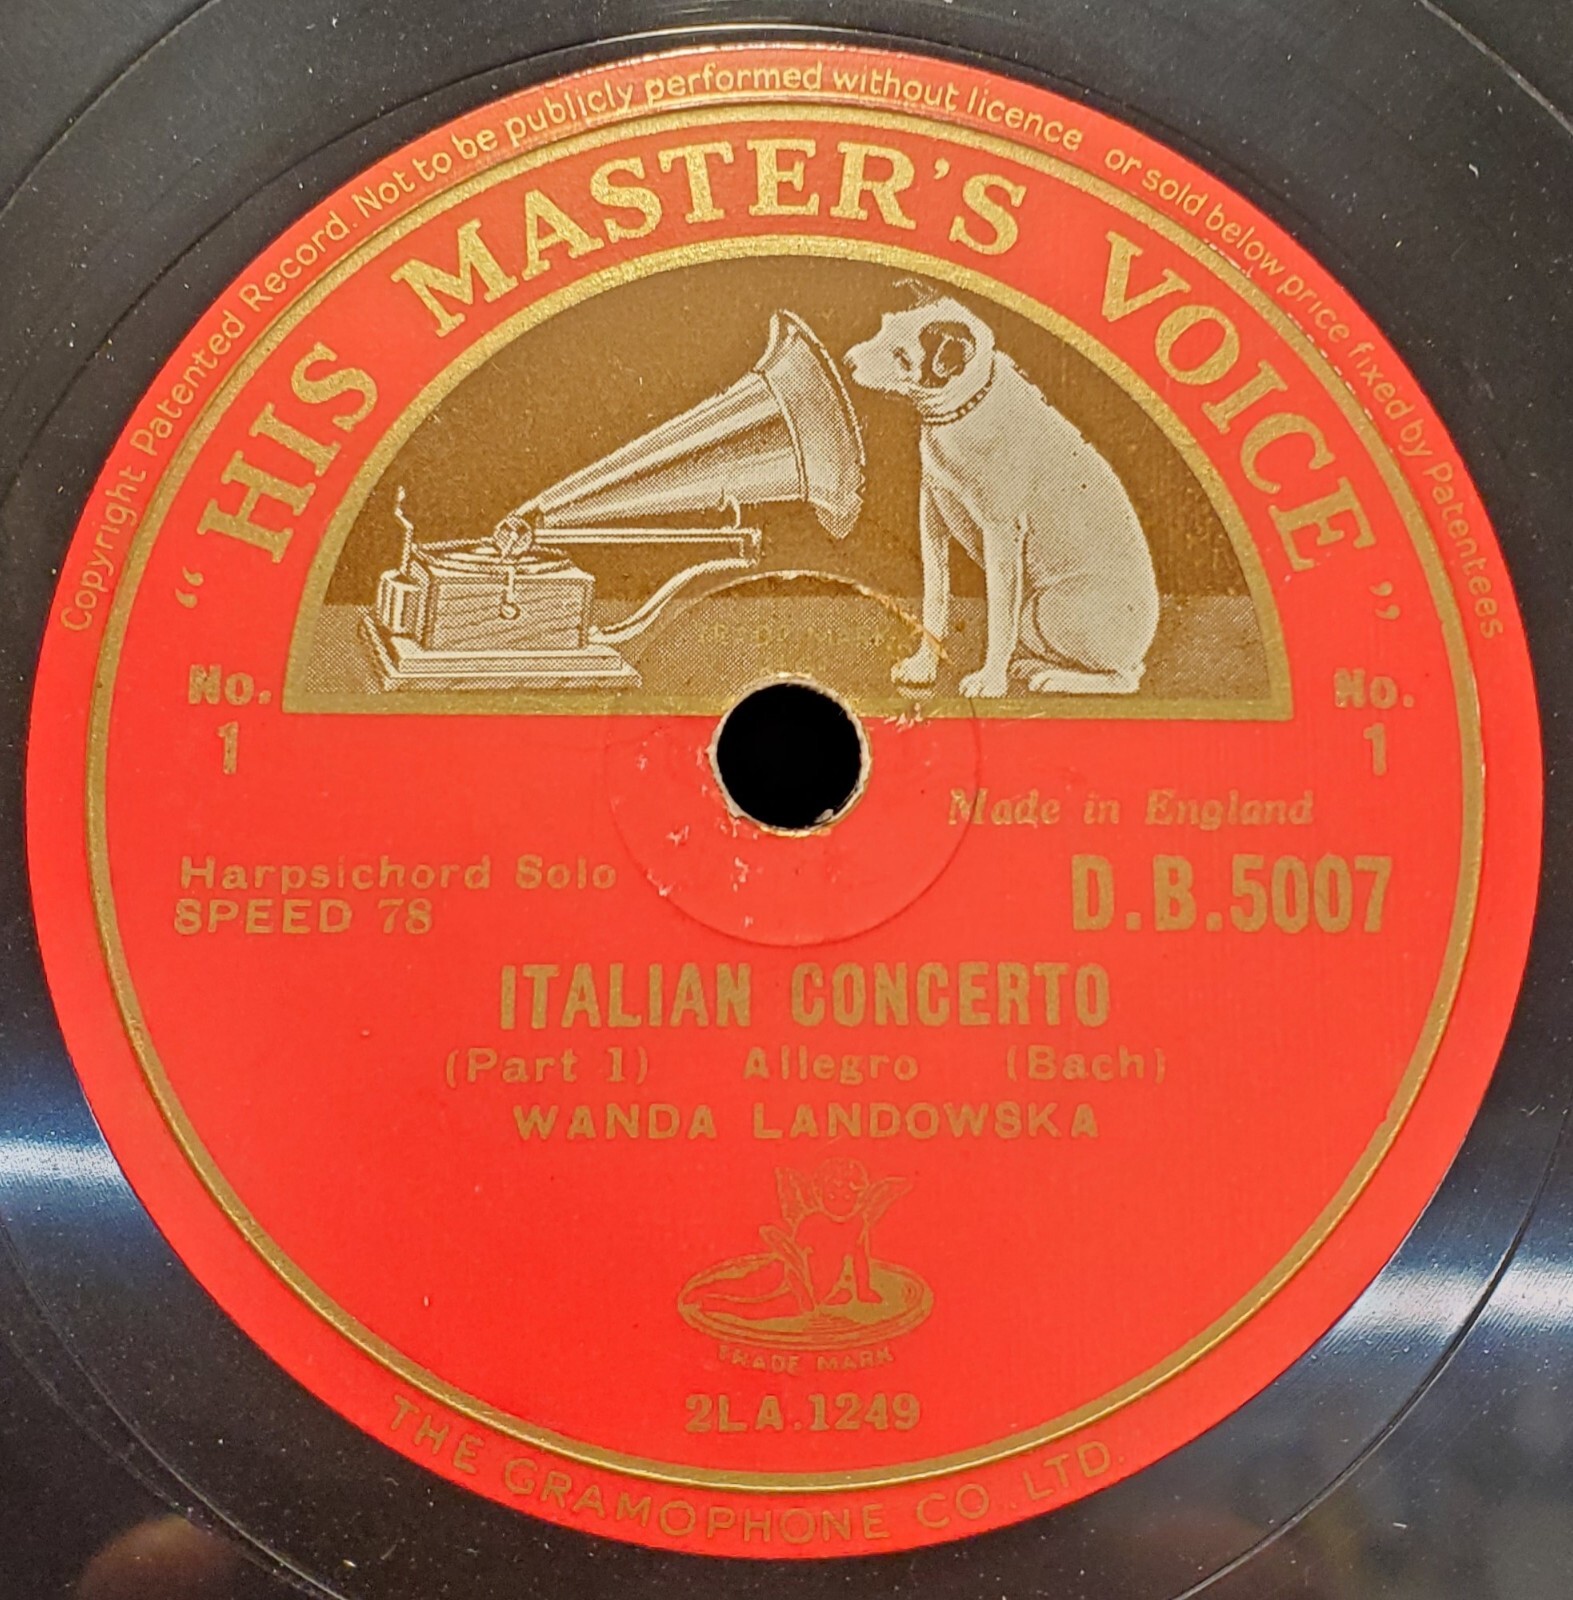 Copyright Patented Record. Not to be publicly performed without licence or sold below price fixed by Patentees
"HIS MASTER'S VOICE"
TRADE MARK
No. 1
No. 1
Made in England
Harpsichord Solo
D.B.5007
SPEED 78
ITALIAN CONCERTO
(Part 1) Allegro (Bach)
WANDA LANDOWSKA
TRADE MARK
2LA.1249
THE GRAMOPHONE CO., LTD.